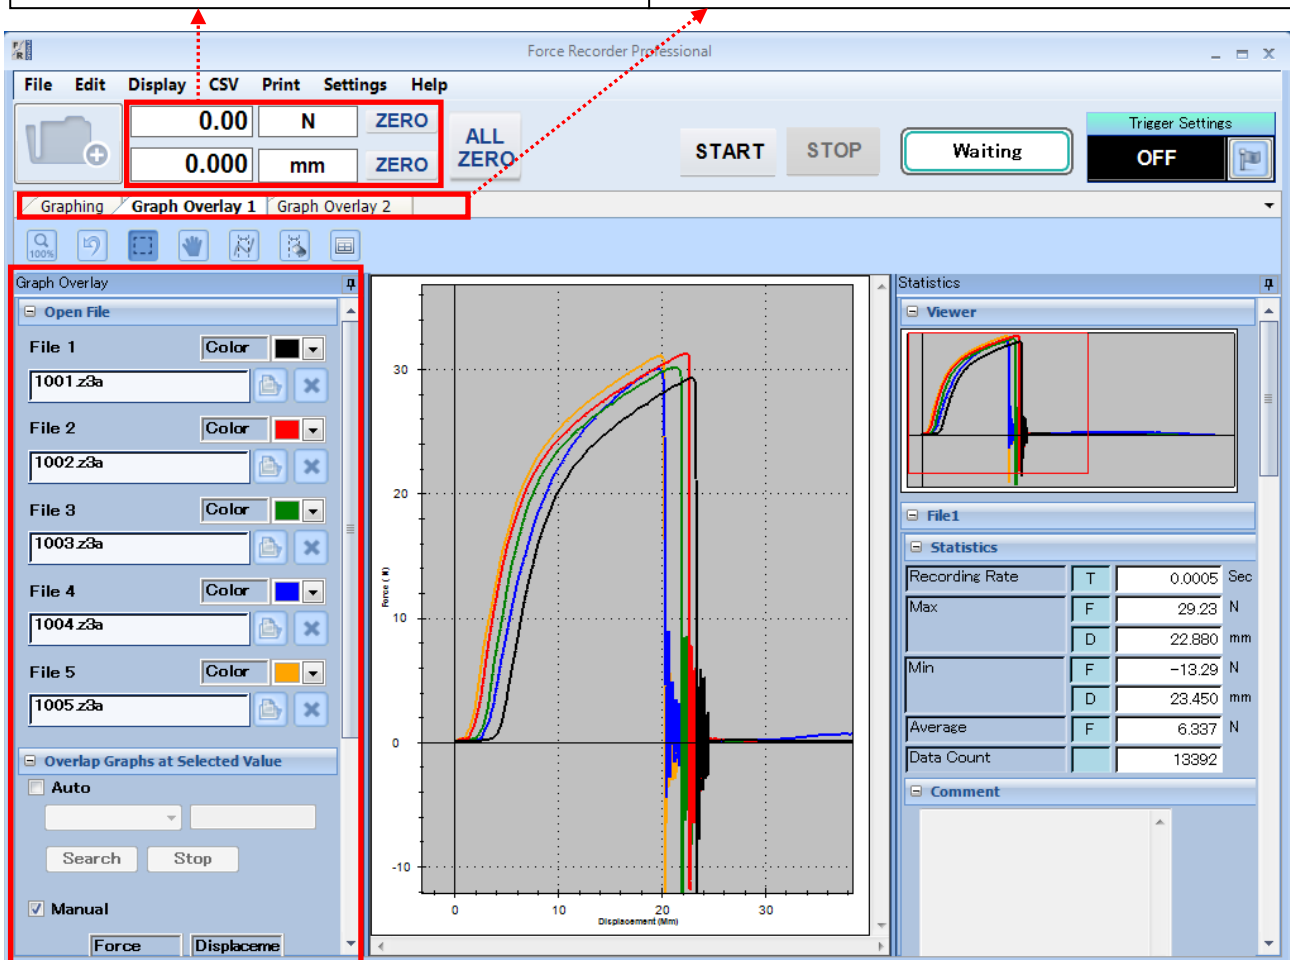 Force Recorder Professional
File Edit Display CSV Print Settings Help
0.00 N ZERO
0.000 mm ZERO
ALL
ZERO
START STOP
Waiting
Trigger Settings
OFF
Graphing Graph Overlay 1 Graph Overlay 2
100%
Graph Overlay
Open File
File 1 Color
1001.z3a
File 2 Color
1002.z3a
File 3 Color
1003.z3a
File 4 Color
1004.z3a
File 5 Color
1005.z3a
Overlap Graphs at Selected Value
Auto
Search Stop
Manual
Force Displaceme
30
20
10
0
-10
Force ( N)
0 10 20 30
Displacement (Mm)
Statistics
Viewer
File1
Statistics
Recording Rate T 0.0005 Sec
Max F 29.23 N
D 22.880 mm
Min F -13.29 N
D 23.450 mm
Average F 6.337 N
Data Count 13392
Comment